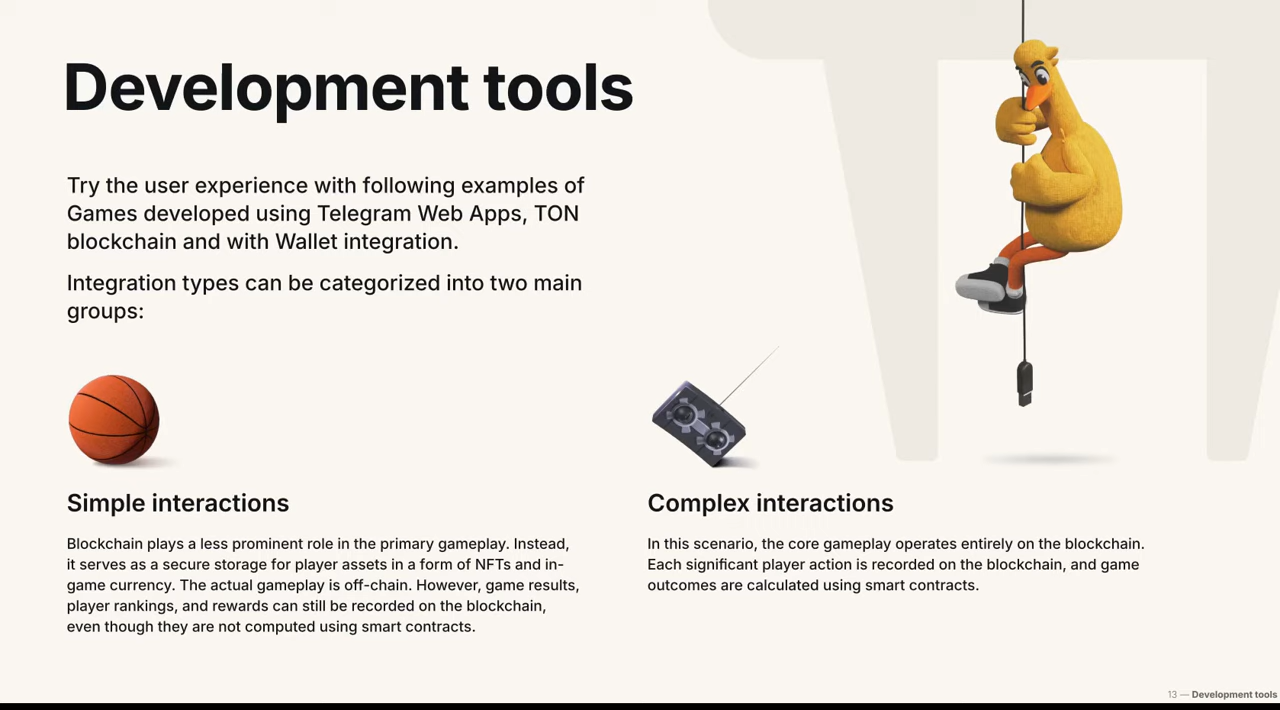 Development tools
Try the user experience with following examples of
Games developed using Telegram Web Apps, TON
blockchain and with Wallet integration.
Integration types can be categorized into two main
groups:
Simple interactions
Blockchain plays a less prominent role in the primary gameplay. Instead,
it serves as a secure storage for player assets in a form of NFTs and in-
game currency. The actual gameplay is off-chain. However, game results,
player rankings, and rewards can still be recorded on the blockchain,
even though they are not computed using smart contracts.
Complex interactions
In this scenario, the core gameplay operates entirely on the blockchain.
Each significant player action is recorded on the blockchain, and game
outcomes are calculated using smart contracts.
13 — Development tools